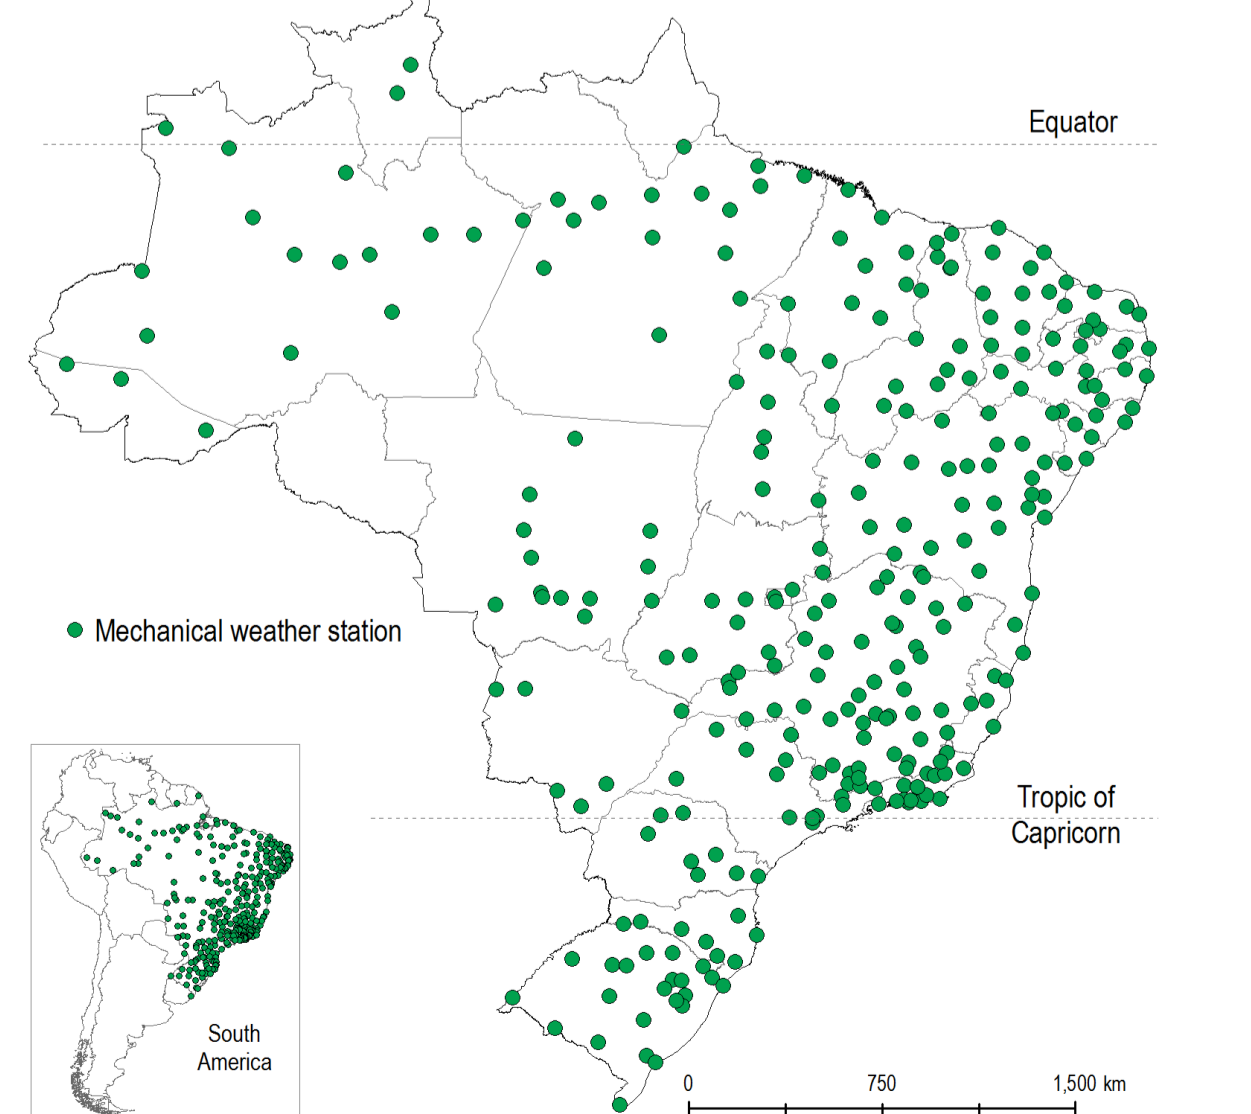 Equator
Mechanical weather station
Tropic of
Capricorn
South
America
0 750 1,500 km